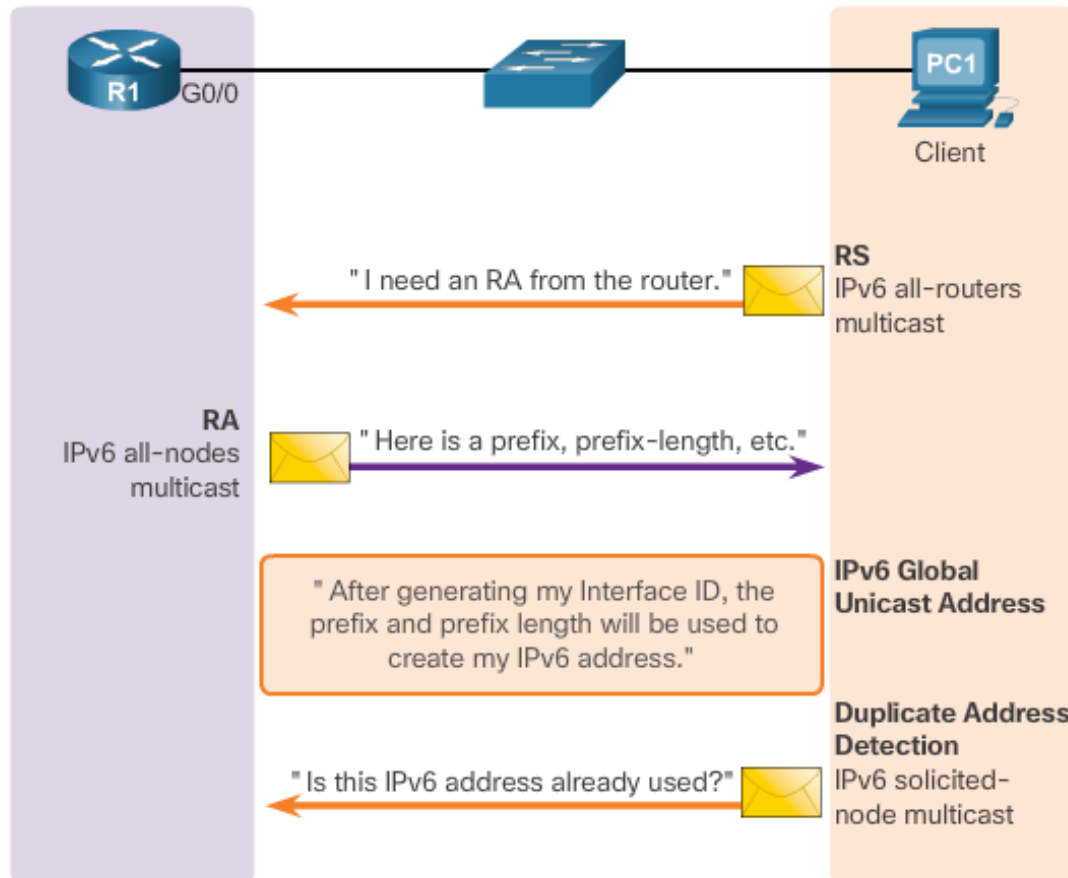 R1
G0/0
PC1
Client
"I need an RA from the router."
RS
IPv6 all-routers
multicast
RA
IPv6 all-nodes
multicast
"Here is a prefix, prefix-length, etc."
"After generating my Interface ID, the
prefix and prefix length will be used to
create my IPv6 address."
IPv6 Global
Unicast Address
"Is this IPv6 address already used?"
Duplicate Address
Detection
IPv6 solicited-
node multicast